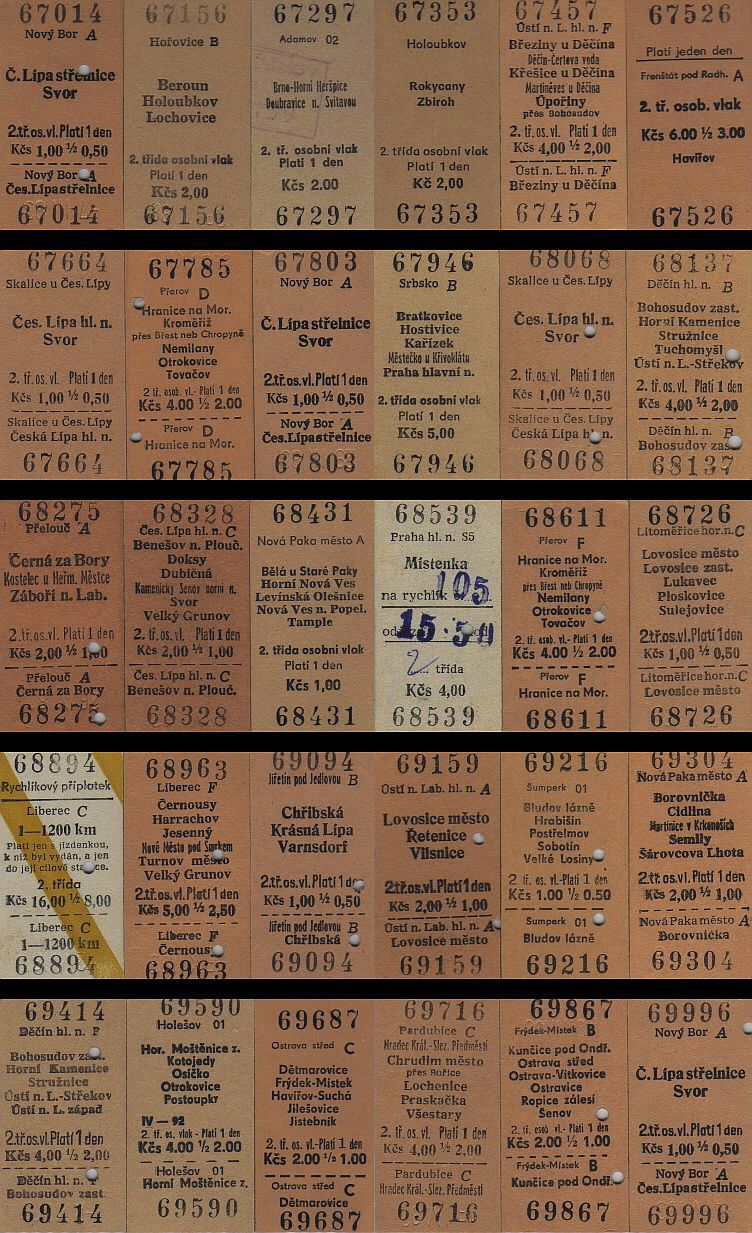 67014
Nový Bor A
Č. Lípa střelnice
Svor
2.tř.os.vl. Platí 1 den
Kčs 1,00 ½ 0,50
Nový Bor A
Čes.Lípastřelnice
67014
67156
Hořovice B
Beroun
Holoubkov
Lochovice
2. třída osobní vlak
Platí 1 den
Kčs 2,00
67156
67297
Adamov 02
Brno-Horní Heršpice
Doubravice n. Svitavou
2. tř. osobní vlak
Platí 1 den
Kčs 2.00
67297
67353
Holoubkov
Rokycany
Zbiroh
2. třída osobní vlak
Platí 1 den
Kč 2,00
67353
67457
Ústí n. L. hl. n. F
Březiny u Děčína
Děčín-Čertova voda
Křešice u Děčína
Martiněves u Děčína
Úpořiny
přes Bohosudov
2. tř. os. vl. Platí 1 den
Kčs 4,00 ½ 2,00
Ústí n. L. hl. n. F
Březiny u Děčína
67457
67526
Platí jeden den
Frenštát pod Radh. A
2. tř. osob. vlak
Kčs 6.00 ½ 3.00
Havířov
67526
67664
Skalice u Čes. Lípy
Čes. Lípa hl. n.
Svor
2. tř. os. vl. Platí 1 den
Kčs 1,00 ½ 0,50
Skalice u Čes. Lípy
Česká Lípa hl. n.
67664
67785
Přerov D
Hranice na Mor.
Kroměříž
přes Břest neb Chropyně
Nemilany
Otrokovice
Tovačov
2 tř. osob. vl.- Platí 1 den
Kčs 4.00 ½ 2.00
Přerov D
Hranice na Mor.
67785
67803
Nový Bor A
Č. Lípa střelnice
Svor
2.tř.os.vl.Platí 1 den
Kčs 1,00 ½ 0,50
Nový Bor A
Čes.Lípastřelnice
67803
67946
Srbsko B
Bratkovice
Hostivice
Kařízek
Městečko u Křivoklátu
Praha hlavní n.
2. třída osobní vlak
Platí 1 den
Kčs 5,00
67946
68068
Skalice u Čes. Lípy
Čes. Lípa hl. n.
Svor
2. tř. os. vl. Platí 1 den
Kčs 1,00 ½ 0,50
Skalice u Čes. Lípy
Česká Lípa hl. n.
68068
68137
Děčín hl. n. B
Bohosudov zast.
Horní Kamenice
Stružnice
Tuchomyšl
Ústí n. L.-Střekov
2. tř. os. vl. Platí 1 den
Kčs 4,00 ½ 2,00
Děčín hl. n. B
Bohosudov zast.
68137
68275
Přelouč A
Černá za Bory
Kostelec u Heřm. Městce
Záboří n. Lab.
2. tř. os.vl. Platí 1 den
Kčs 2,00 ½ 1,00
Přelouč A
Černá za Bory
68275
68328
Čes. Lípa hl. n. C
Benešov n. Plouč.
Doksy
Dubičná
Kamenický Šenov horní n.
Svor
Velký Grunov
2. tř. os.vl. Platí 1 den
Kčs 2,00 ½ 1,00
Čes. Lípa hl. n. C
Benešov n. Plouč.
68328
68431
Nová Paka město A
Bělá u Staré Paky
Horní Nová Ves
Levínská Olešnice
Nová Ves n. Popel.
Tample
2. třída osobní vlak
Platí 1 den
Kčs 1,00
68431
68539
Praha hl. n. S5
Místenka
na rychlík 105
15·50
2 třída
Kčs 4,00
68539
68611
Přerov F
Hranice na Mor.
Kroměříž
přes Břest neb Chropyně
Nemilany
Otrokovice
Tovačov
2. tř. osob. vl.- Platí 1 den
Kčs 4.00 ½ 2.00
Přerov F
Hranice na Mor.
68611
68726
Litoměřice hor.n.C
Lovosice město
Lovosice zast.
Lukavec
Ploskovice
Sulejovice
2.tř.os.vl. Platí 1 den
Kčs 1,00 ½ 0,50
Litoměřice hor.n.C
Lovosice město
68726
68894
Rychlíkový příplatek
Liberec C
1—1200 km
Platí jen s jízdenkou,
k níž byl vydán, a jen
do její cílové stanice.
2. třída
Kčs 16,00 ½ 8,00
Liberec C
1—1200 km
68894
68963
Liberec F
Černousy
Harrachov
Jesenný
Nové Město pod Smrkem
Turnov město
Velký Grunov
2.tř.os.vl.Platí 1 den
Kčs 5,00 ½ 2,50
Liberec F
Černousy
68963
69094
Jiřetín pod Jedlovou B
Chřibská
Krásná Lípa
Varnsdorf
2.tř.os.vl.Platí 1 den
Kčs 1,00 ½ 0,50
Jiřetín pod Jedlovou B
Chřibská
69094
69159
Ústí n. Lab. hl. n. A
Lovosice město
Řetenice
Vilsnice
2.tř.os.vl.Platí 1 den
Kčs 2,00 ½ 1,00
Ústí n. Lab. hl. n. A
Lovosice město
69159
69216
Šumperk 01
Bludov lázně
Hrabišín
Postřelmov
Sobotín
Velké Losiny
2 tř. os. vl.-Platí 1 den
Kčs 1.00 ½ 0.50
Šumperk 01
Bludov lázně
69216
69304
Nová Paka město A
Borovnička
Cidlina
Martinice v Krkonoších
Semily
Šárovcova Lhota
2. tř. os. vl. Platí 1 den
Kčs 2,00 ½ 1,00
Nová Paka město A
Borovnička
69304
69414
Děčín hl. n. F
Bohosudov zast.
Horní Kamenice
Stružnice
Ústí n. L.-Střekov
Ústí n. L. západ
2.tř.os.vl.Platí 1 den
Kčs 4,00 ½ 2,00
Děčín hl. n.
Bohosudov zast.
69414
69590
Holešov 01
Hor. Moštěnice z.
Kotojedy
Osíčko
Otrokovice
Postoupky
IV — 92
2. tř. os. vlak - Platí 1 den
Kčs 4.00 ½ 2.00
Holešov 01
Horní Moštěnice z.
69590
69687
Ostrava střed C
Dětmarovice
Frýdek-Místek
Havířov-Suchá
Jilešovice
Jistebník
2. tř. os. vl.-Platí 1 den
Kčs 2.00 ½ 1.00
Ostrava střed C
Dětmarovice
69687
69716
Pardubice C
Hradec Král.-Slez. Předměstí
Chrudim město
přes Bořice
Lochenice
Praskačka
Všestary
2. tř. os. vl. Platí 1 den
Kčs 4,00 ½ 2,00
Pardubice C
Hradec Král.-Slez. Předměstí
69716
69867
Frýdek-Místek B
Kunčice pod Ondř.
Ostrava střed
Ostrava-Vítkovice
Ostravice
Ropice zálesí
Šenov
2. tř. osob. vl - Platí 1 den
Kčs 2.00 ½ 1.00
Frýdek-Místek B
Kunčice pod Ondř.
69867
69996
Nový Bor A
Č. Lípa střelnice
Svor
2.tř.os.vl.Platí 1 den
Kčs 1,00 ½ 0,50
Nový Bor A
Čes.Lípastřelnice
69996